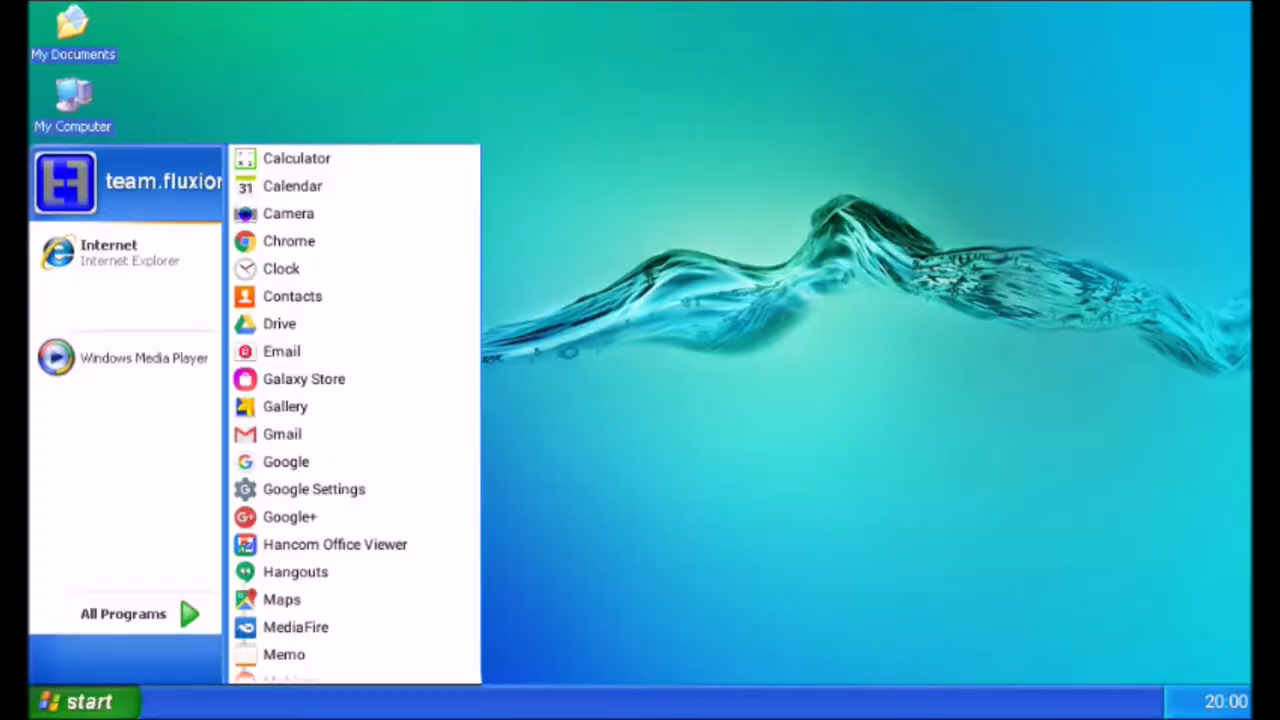 My Documents
My Computer
team.fluxion
Internet
Internet Explorer
Windows Media Player
All Programs
Calculator
31
Calendar
Camera
Chrome
Clock
Contacts
Drive
Email
Galaxy Store
Gallery
Gmail
Google
Google Settings
Google+
Hancom Office Viewer
Hangouts
Maps
MediaFire
Memo
start
20:00